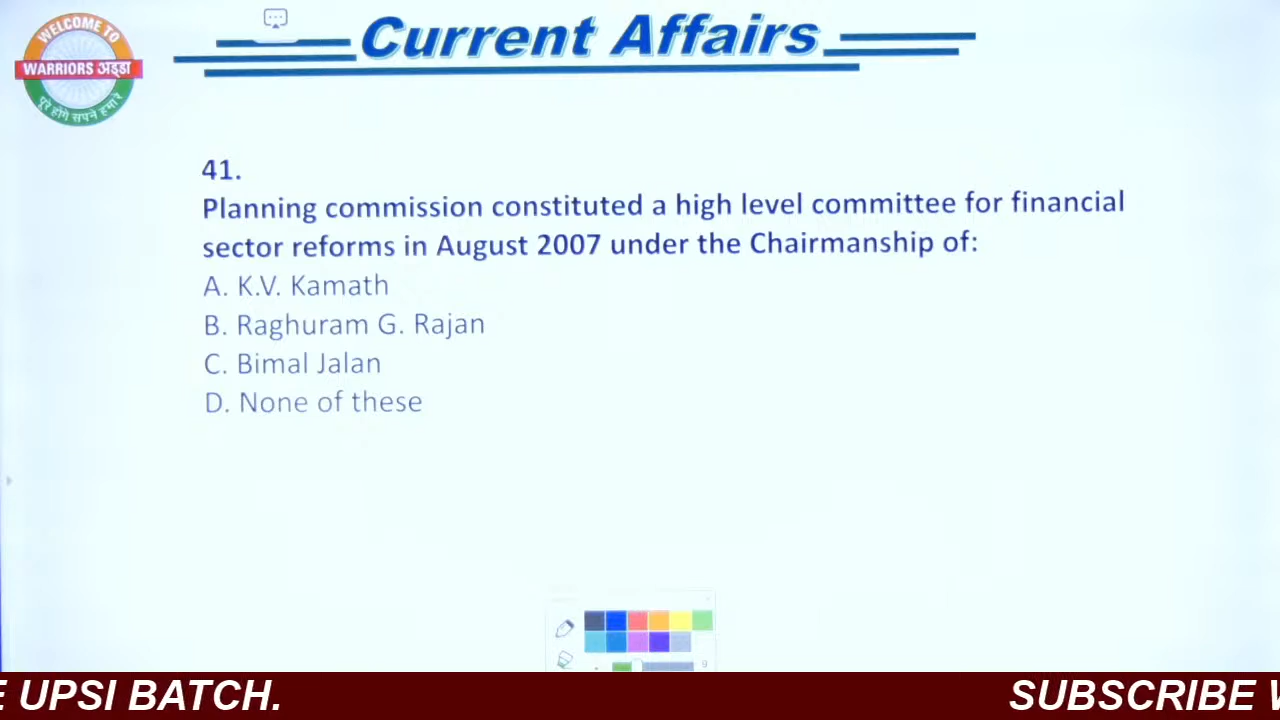 WELCOME TO
WARRIORS अड्डा
पूरे होंगे सपने हमारे
Current Affairs
41.
Planning commission constituted a high level committee for financial
sector reforms in August 2007 under the Chairmanship of:
A. K.V. Kamath
B. Raghuram G. Rajan
C. Bimal Jalan
D. None of these
9
E UPSI BATCH.
SUBSCRIBE